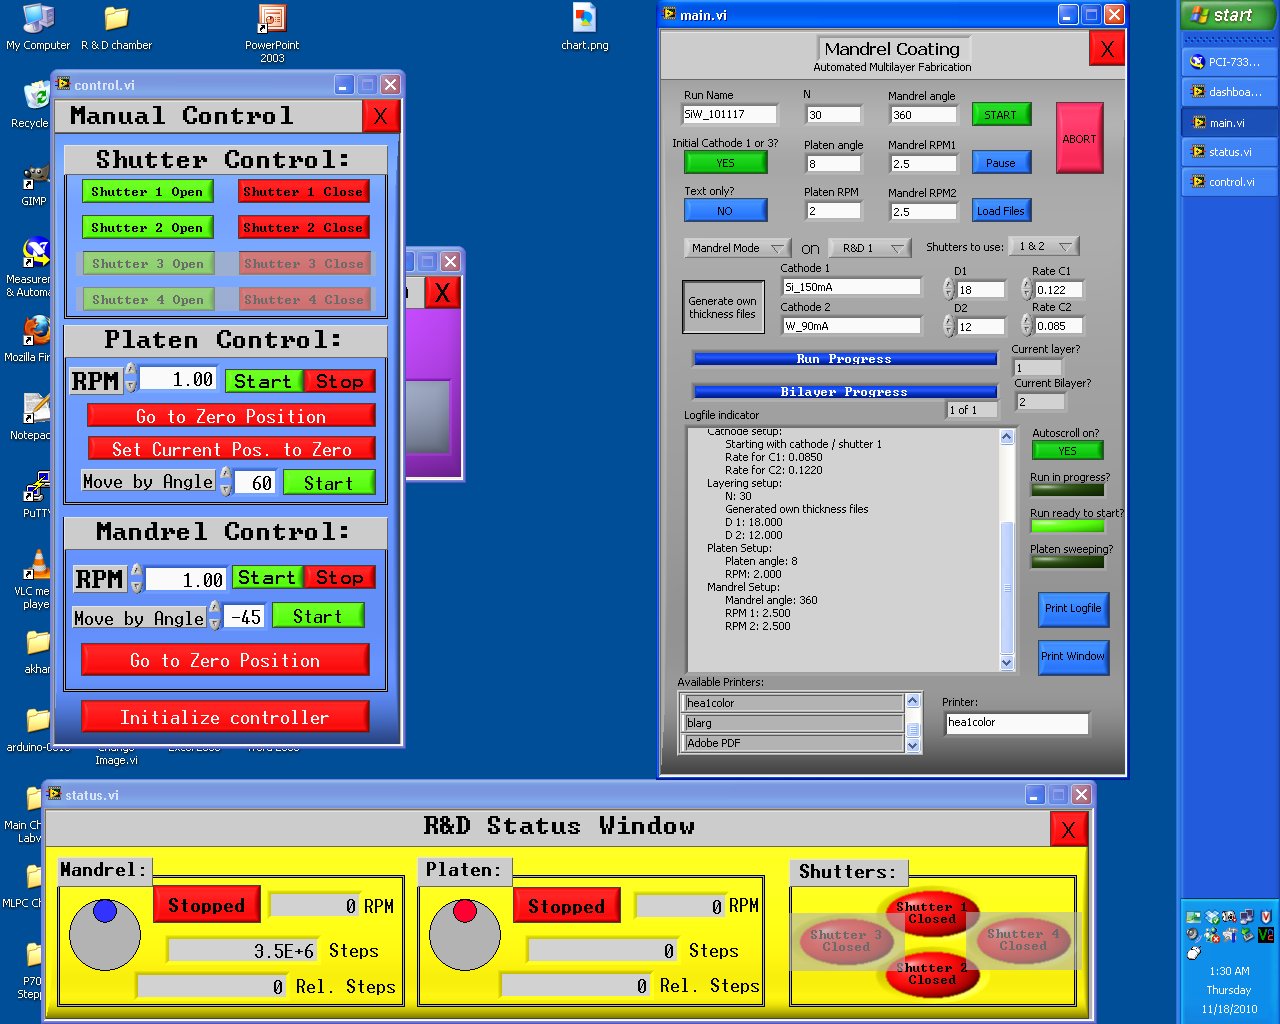 My Computer
R & D chamber
PowerPoint
2003
chart.png
Recycle
GIMP
Measurem
& Automa
Mozilla Fir
Notepad
PuTTY
VLC me
playe
akhar
arduino-0018
Change
Image.vi
Excel 2003
Word 2003
Main Ch
Labv
MLPC Ch
P70
Stepp
control.vi
Manual Control
X
Shutter Control:
Shutter 1 Open
Shutter 1 Close
Shutter 2 Open
Shutter 2 Close
Shutter 3 Open
Shutter 3 Close
Shutter 4 Open
Shutter 4 Close
Platen Control:
RPM
1.00
Start
Stop
Go to Zero Position
Set Current Pos. to Zero
Move by Angle
60
Start
Mandrel Control:
RPM
1.00
Start
Stop
Move by Angle
-45
Start
Go to Zero Position
Initialize controller
X
main.vi
Mandrel Coating
Automated Multilayer Fabrication
X
Run Name
N
Mandrel angle
SiW_101117
30
360
START
ABORT
Initial Cathode 1 or 3?
Platen angle
Mandrel RPM1
YES
8
2.5
Pause
Text only?
Platen RPM
Mandrel RPM2
NO
2
2.5
Load Files
Mandrel Mode
on
R&D 1
Shutters to use:
1 & 2
Generate own
thickness files
Cathode 1
D1
Rate C1
Si_150mA
18
0.122
Cathode 2
D2
Rate C2
W_90mA
12
0.085
Run Progress
Current layer?
1
Bilayer Progress
Current Bilayer?
2
1 of 1
Logfile indicator
Cathode setup:
Starting with cathode / shutter 1
Rate for C1: 0.0850
Rate for C2: 0.1220
Layering setup:
N: 30
Generated own thickness files
D 1: 18.000
D 2: 12.000
Platen Setup:
Platen angle: 8
RPM: 2.000
Mandrel Setup:
Mandrel angle: 360
RPM 1: 2.500
RPM 2: 2.500
Autoscroll on?
YES
Run in progress?
Run ready to start?
Platen sweeping?
Print Logfile
Print Window
Available Printers:
hea1color
blarg
Adobe PDF
Printer:
hea1color
status.vi
R&D Status Window
X
Mandrel:
Stopped
0 RPM
3.5E+6 Steps
0 Rel. Steps
Platen:
Stopped
0 RPM
0 Steps
0 Rel. Steps
Shutters:
Shutter 1
Closed
Shutter 3
Closed
Shutter 4
Closed
Shutter 2
Closed
start
PCI-733...
dashboa...
main.vi
status.vi
control.vi
1:30 AM
Thursday
11/18/2010